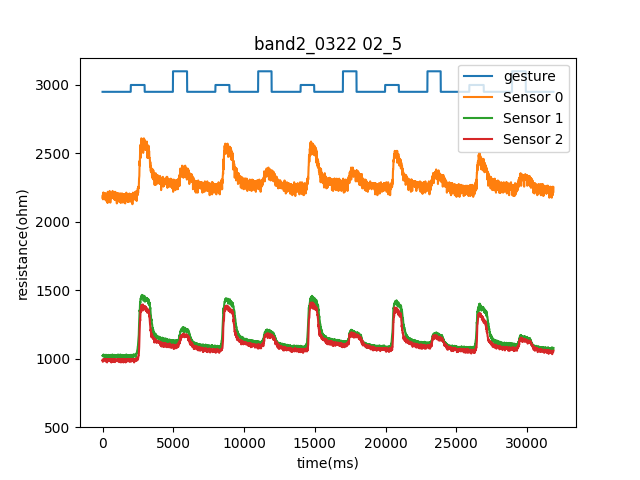 band2_0322 02_5
gesture
Sensor 0
Sensor 1
Sensor 2
3000
2500
2000
1500
1000
500
resistance(ohm)
0
5000
10000
15000
20000
25000
30000
time(ms)